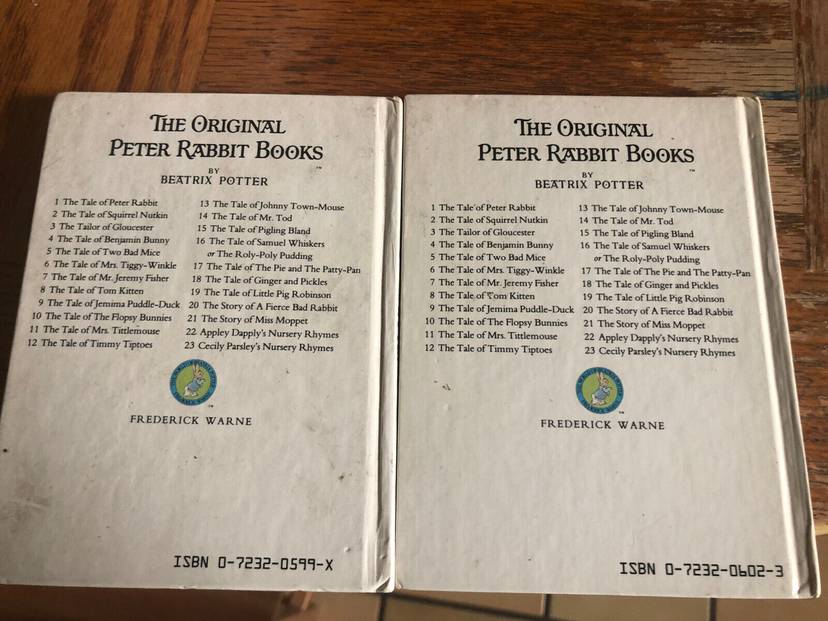 THE ORIGINAL
PETER RABBIT BOOKS™
BY
BEATRIX POTTER
1 The Tale of Peter Rabbit
2 The Tale of Squirrel Nutkin
3 The Tailor of Gloucester
4 The Tale of Benjamin Bunny
5 The Tale of Two Bad Mice
6 The Tale of Mrs. Tiggy-Winkle
7 The Tale of Mr. Jeremy Fisher
8 The Tale of Tom Kitten
9 The Tale of Jemima Puddle-Duck
10 The Tale of The Flopsy Bunnies
11 The Tale of Mrs. Tittlemouse
12 The Tale of Timmy Tiptoes
13 The Tale of Johnny Town-Mouse
14 The Tale of Mr. Tod
15 The Tale of Pigling Bland
16 The Tale of Samuel Whiskers
or The Roly-Poly Pudding
17 The Tale of The Pie and The Patty-Pan
18 The Tale of Ginger and Pickles
19 The Tale of Little Pig Robinson
20 The Story of A Fierce Bad Rabbit
21 The Story of Miss Moppet
22 Appley Dapply's Nursery Rhymes
23 Cecily Parsley's Nursery Rhymes
FREDERICK WARNE
ISBN 0-7232-0599-X
THE ORIGINAL
PETER RABBIT BOOKS™
BY
BEATRIX POTTER
1 The Tale of Peter Rabbit
2 The Tale of Squirrel Nutkin
3 The Tailor of Gloucester
4 The Tale of Benjamin Bunny
5 The Tale of Two Bad Mice
6 The Tale of Mrs. Tiggy-Winkle
7 The Tale of Mr. Jeremy Fisher
8 The Tale of Tom Kitten
9 The Tale of Jemima Puddle-Duck
10 The Tale of The Flopsy Bunnies
11 The Tale of Mrs. Tittlemouse
12 The Tale of Timmy Tiptoes
13 The Tale of Johnny Town-Mouse
14 The Tale of Mr. Tod
15 The Tale of Pigling Bland
16 The Tale of Samuel Whiskers
or The Roly-Poly Pudding
17 The Tale of The Pie and The Patty-Pan
18 The Tale of Ginger and Pickles
19 The Tale of Little Pig Robinson
20 The Story of A Fierce Bad Rabbit
21 The Story of Miss Moppet
22 Appley Dapply's Nursery Rhymes
23 Cecily Parsley's Nursery Rhymes
™
FREDERICK WARNE
ISBN 0-7232-0602-3